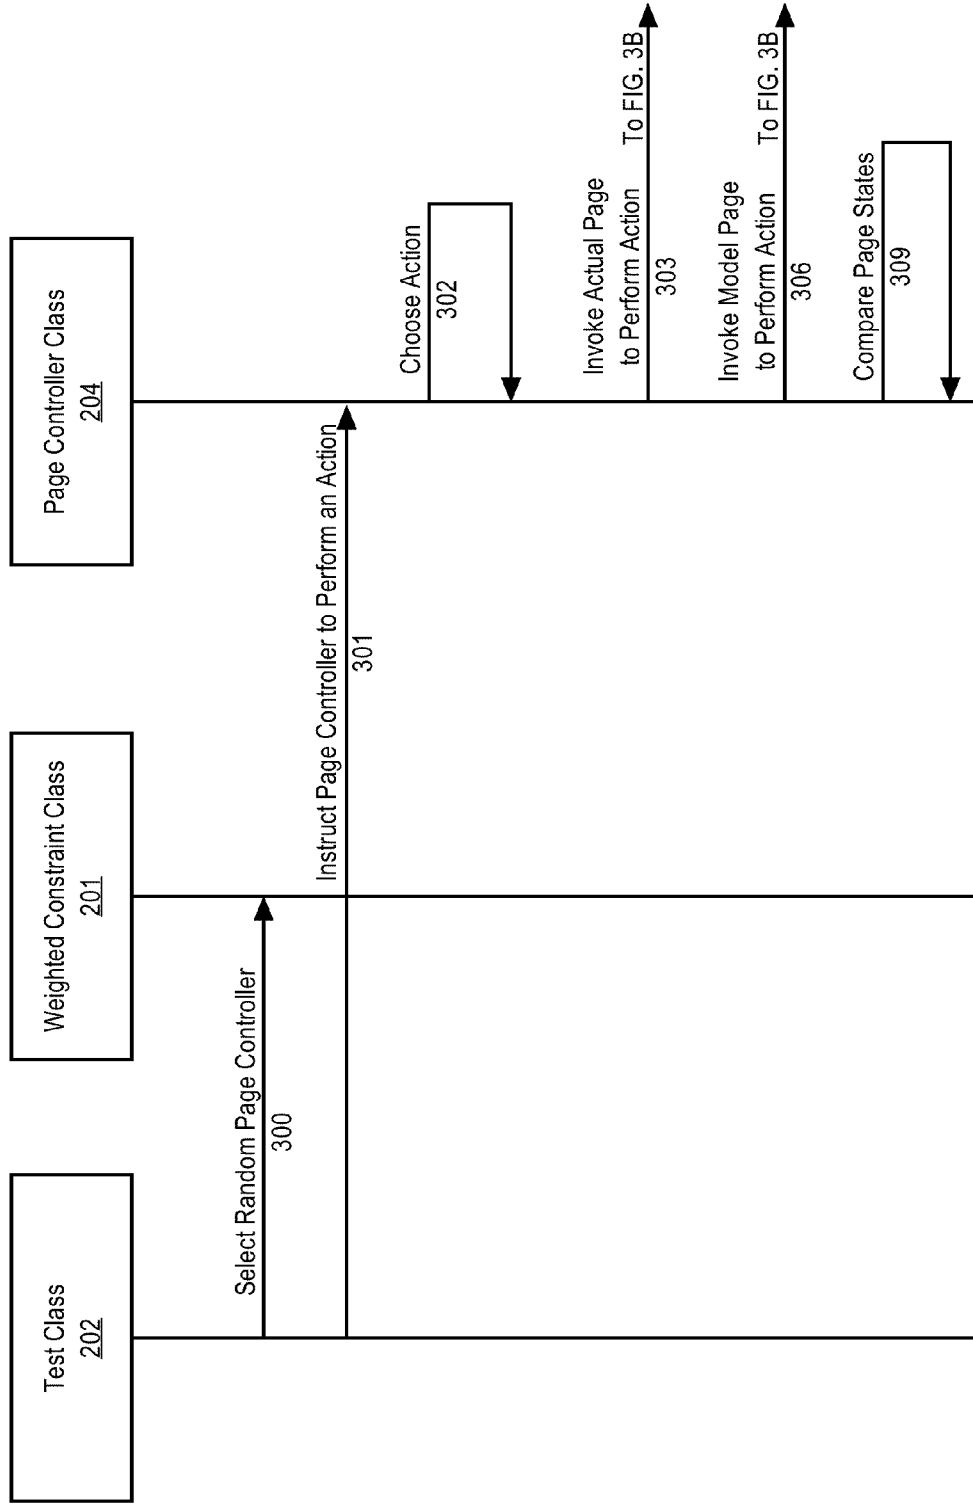 Test Class
202
Weighted Constraint Class
201
Page Controller Class
204
Select Random Page Controller
300
Instruct Page Controller to Perform an Action
301
Choose Action
302
Invoke Actual Page
to Perform Action
303
To FIG. 3B
Invoke Model Page
to Perform Action
306
To FIG. 3B
Compare Page States
309